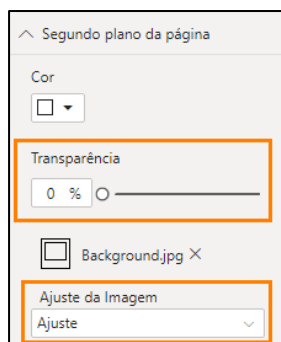 Segundo plano da página
Cor
Transparência
0 %
Background.jpg
Ajuste da Imagem
Ajuste